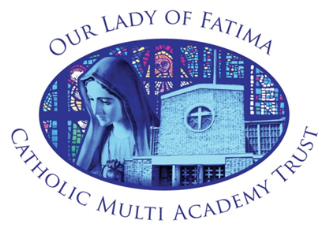 OUR LADY OF FATIMA
CATHOLIC MULTI ACADEMY TRUST